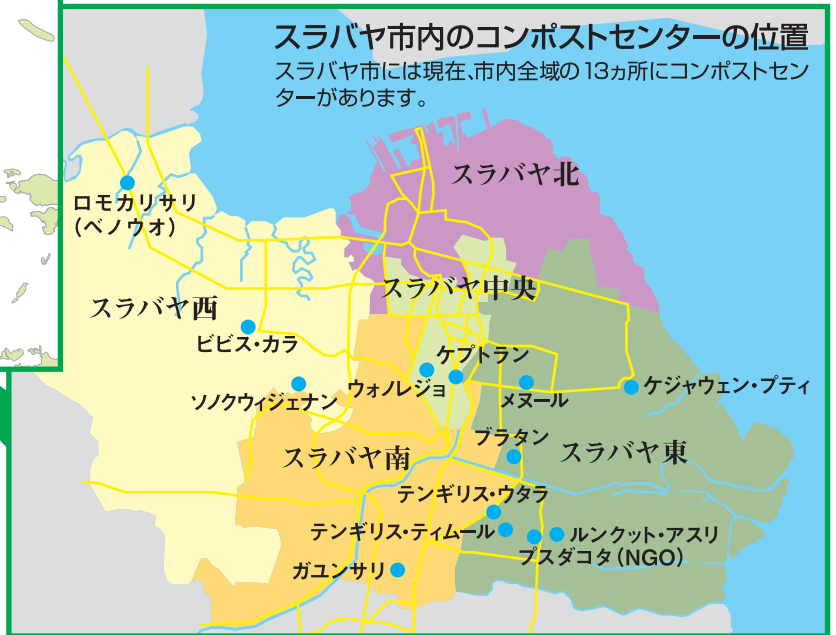 スラバヤ市内のコンポストセンターの位置
スラバヤ市には現在、市内全域の13ヵ所にコンポストセン
ターがあります。
スラバヤ北
ロモカリサリ
(ベノウオ)
スラバヤ中央
スラバヤ西
ビビス・カラ
ケプトラン
ウォノレジョ
ソノクウィジェナン
メヌール
ケジャウェン・プティ
ブラタン
スラバヤ南
スラバヤ東
テンギリス・ウタラ
テンギリス・ティムール
ルンクット・アスリ
プスダコタ(NGO)
ガユンサリ